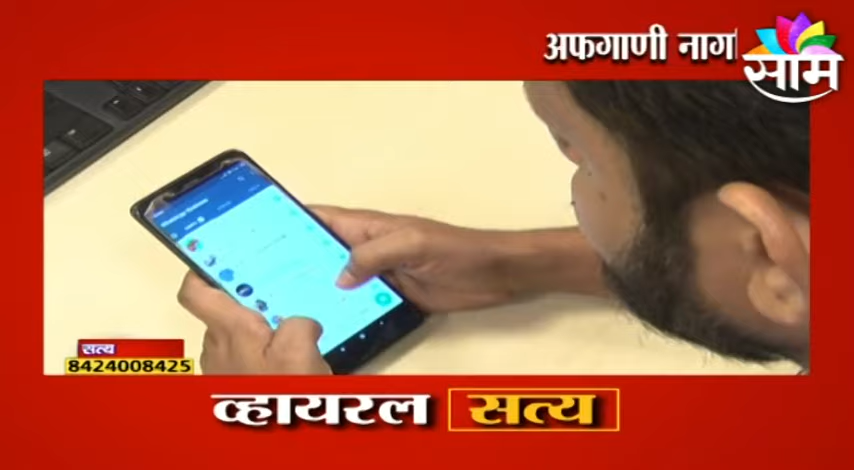 अफगाणी नाग
साम
सत्य
8424008425
व्हायरल सत्य